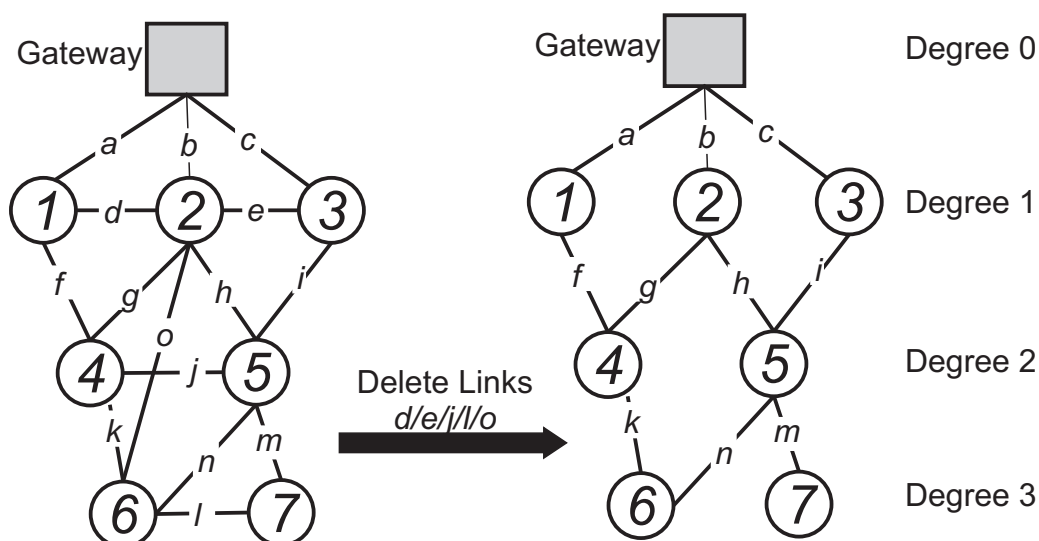 Gateway
a
b
c
1
d
2
e
3
f
g
o
h
i
4
j
5
k
n
m
6
l
7
Delete Links
d/e/j/l/o
Gateway
Degree 0
a
b
c
1
2
3
Degree 1
f
g
h
i
4
5
Degree 2
k
n
m
6
7
Degree 3